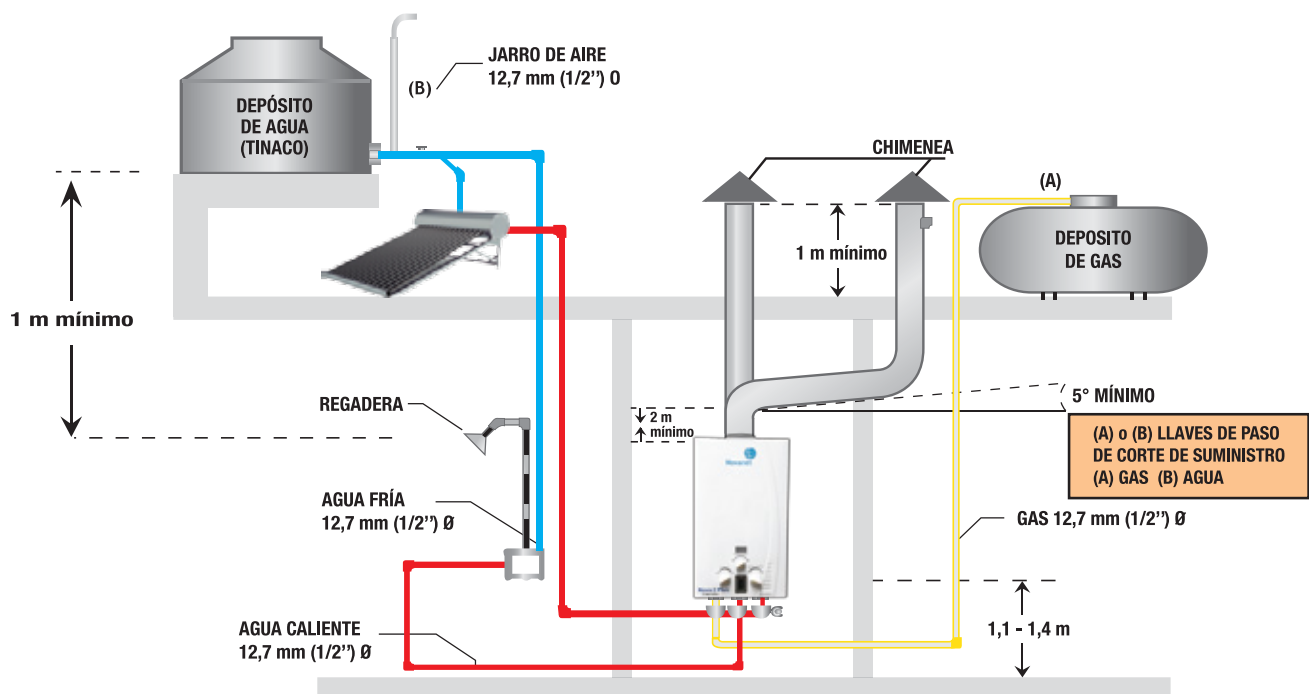 JARRO DE AIRE
12,7 mm (1/2”) O
(B)
DEPÓSITO
DE AGUA
(TINACO)
CHIMENEA
(A)
DEPOSITO
DE GAS
1 m mínimo
1 m mínimo
REGADERA
2 m
mínimo
5° MÍNIMO
(A) o (B) LLAVES DE PASO
DE CORTE DE SUMINISTRO
(A) GAS (B) AGUA
AGUA FRÍA
12,7 mm (1/2”) Ø
GAS 12,7 mm (1/2”) Ø
AGUA CALIENTE
12,7 mm (1/2”) Ø
1,1 - 1,4 m